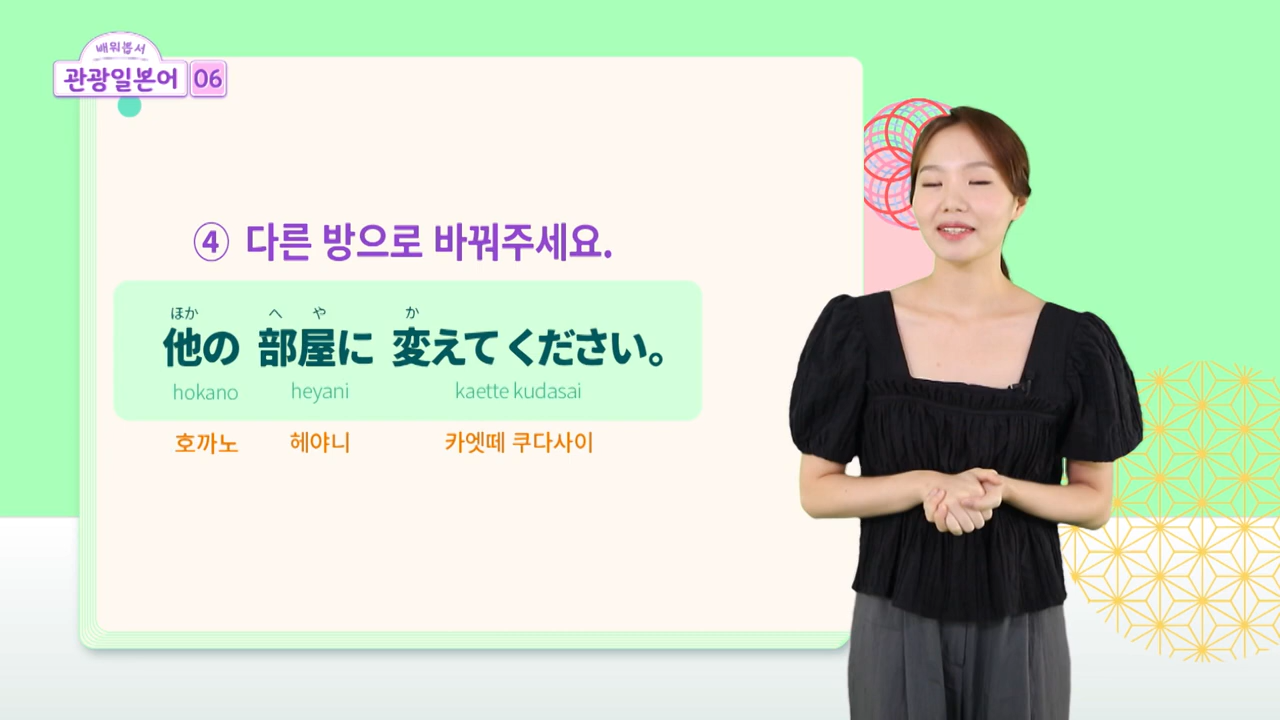 배워봅서
관광일본어 06
④ 다른 방으로 바꿔주세요.
ほか へ や か
他の 部屋に 変えて ください。
hokano heyani kaette kudasai
호까노 헤야니 카엣떼 쿠다사이